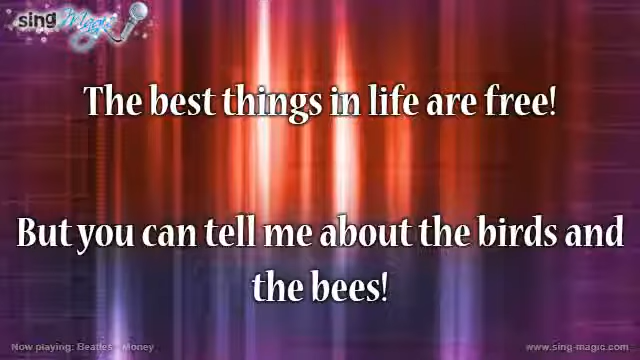 sing Magic
The best things in life are free!
But you can tell me about the birds and
the bees!
Now playing: Beatles - Money
www.sing-magic.com